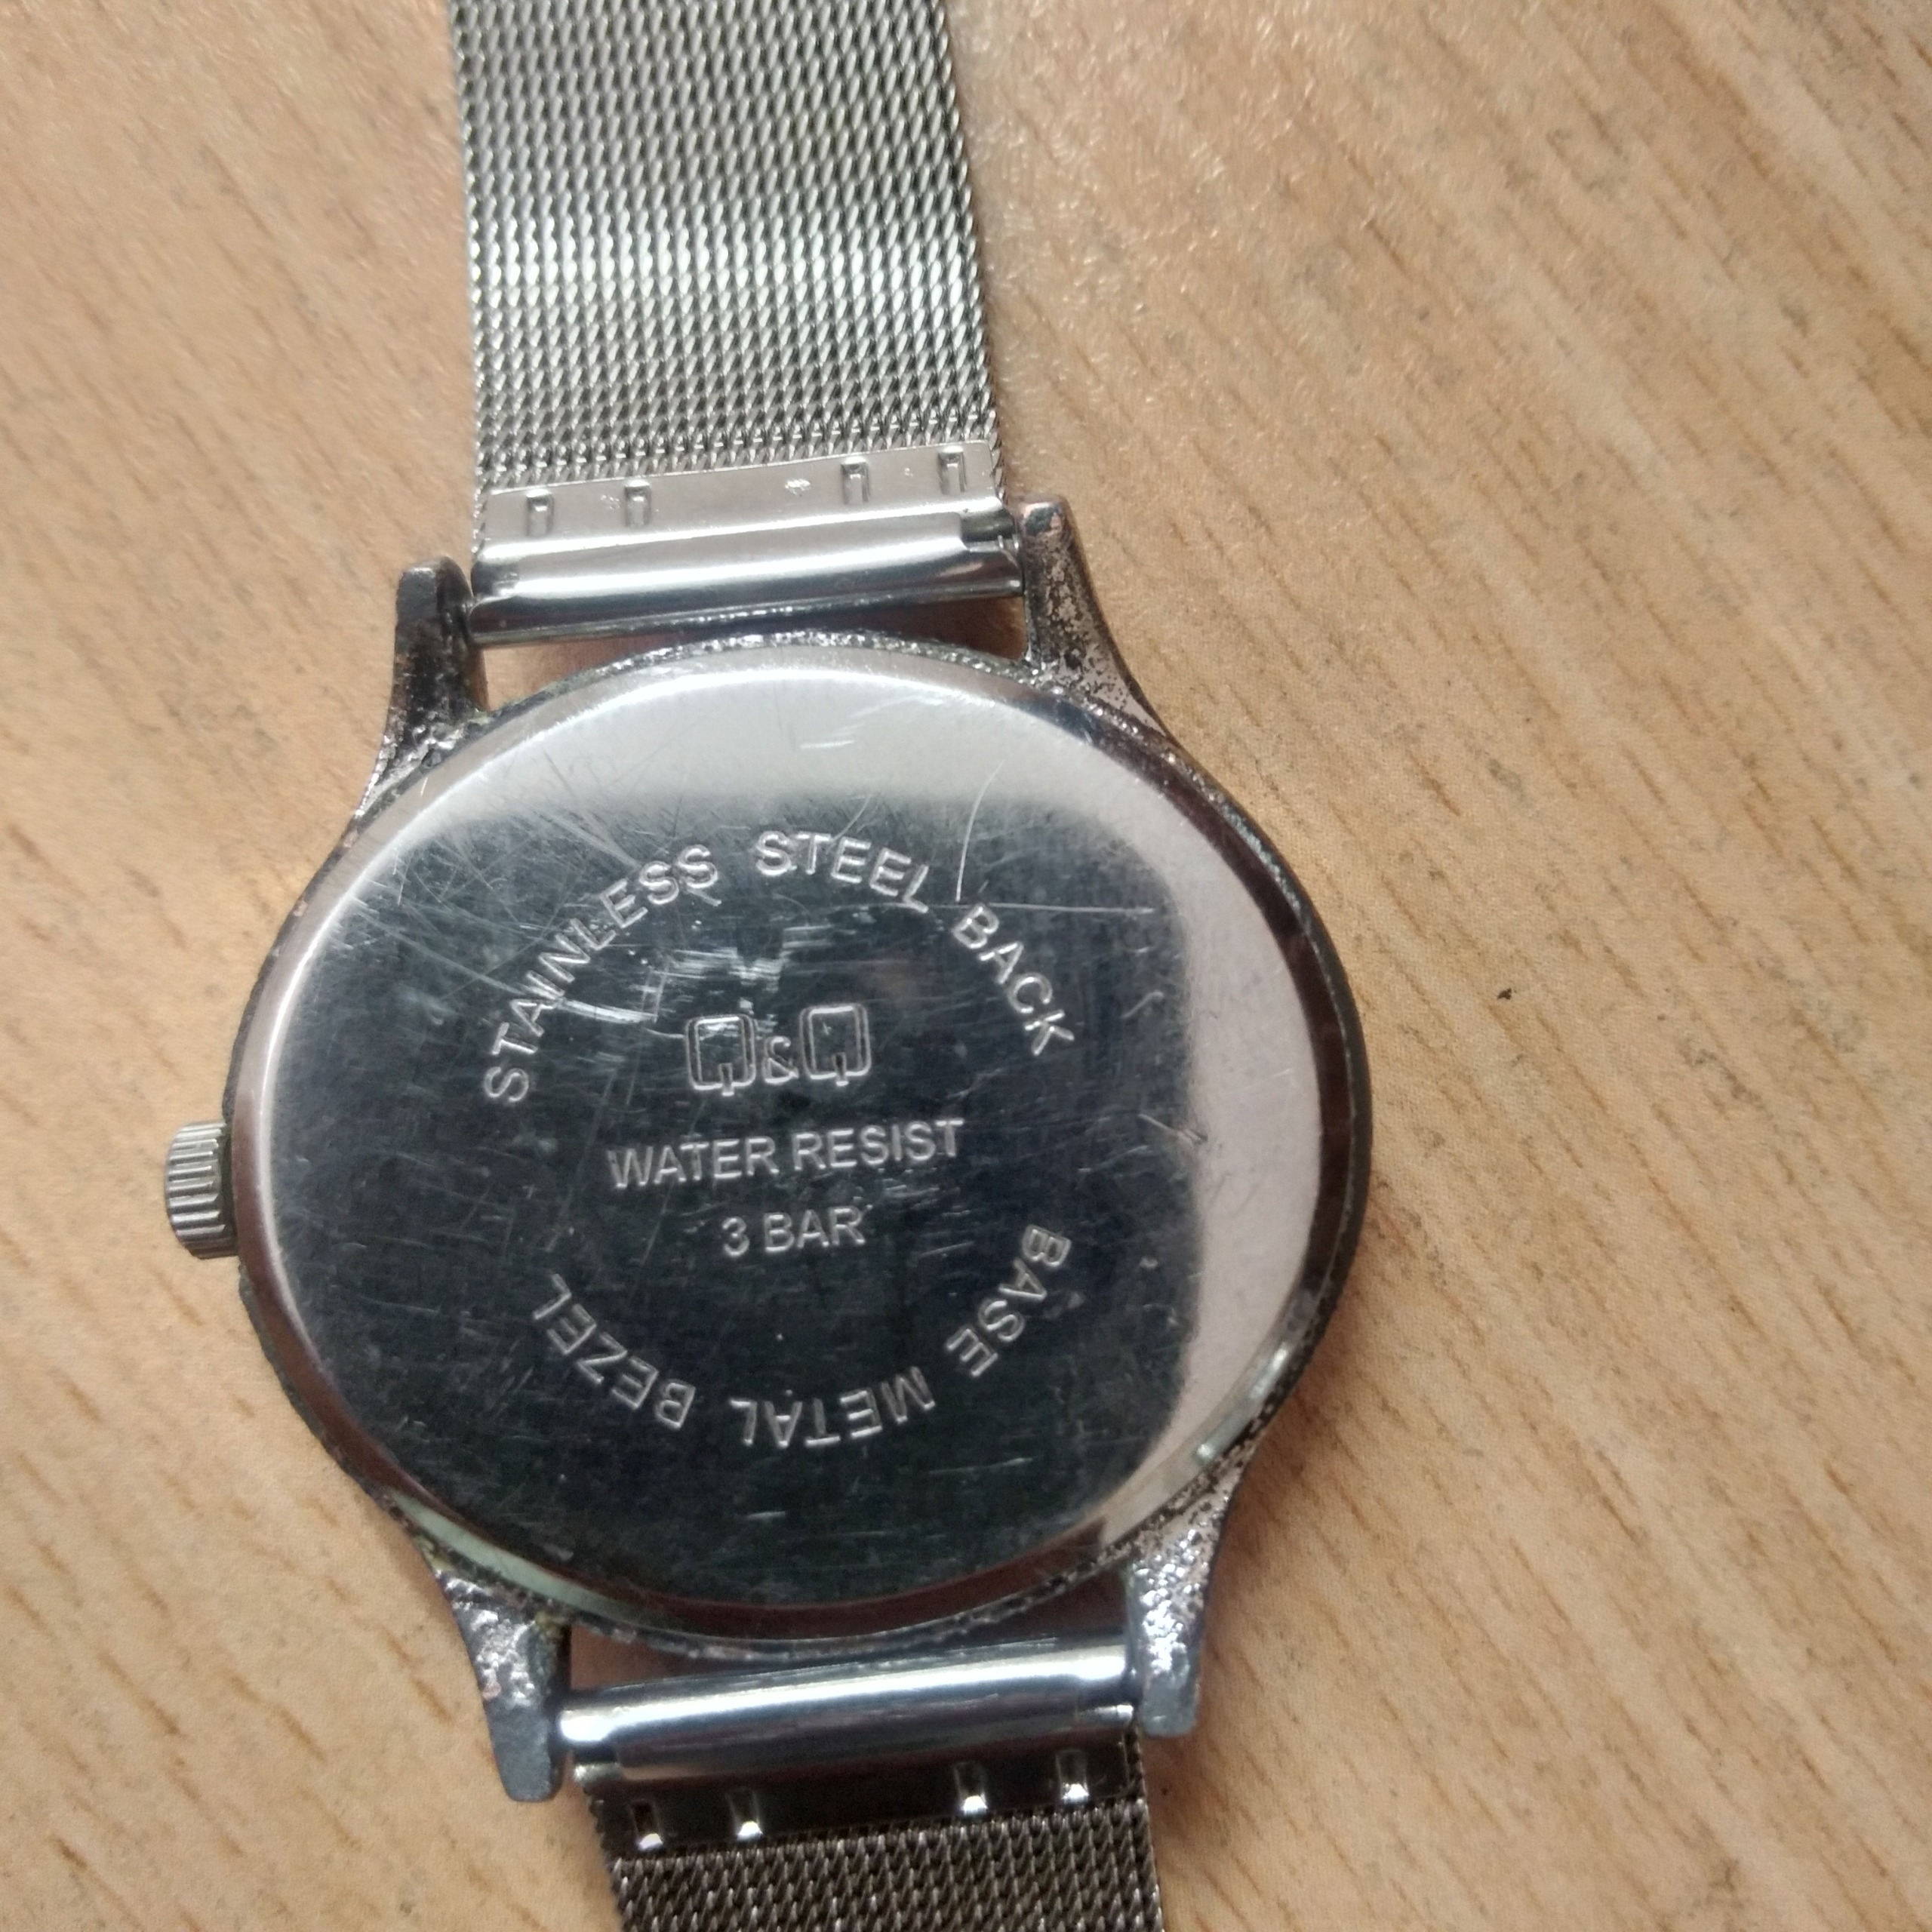 STAINLESS STEEL BACK
Q&Q
WATER RESIST
3 BAR
BASE METAL BEZEL